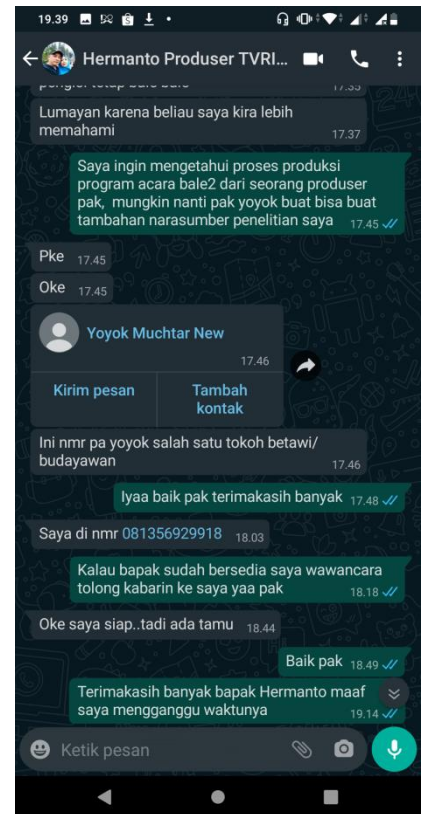 19.39
Hermanto Produser TVRI...
17.35
Lumayan karena beliau saya kira lebih
memahami 17.37
Saya ingin mengetahui proses produksi
program acara bale2 dari seorang produser
pak, mungkin nanti pak yoyok buat bisa buat
tambahan narasumber penelitian saya 17.45
Pke 17.45
Oke 17.45
Yoyok Muchtar New
17.46
Kirim pesan Tambah
kontak
Ini nmr pa yoyok salah satu tokoh betawi/
budayawan 17.46
Iyaa baik pak terimakasih banyak 17.48
Saya di nmr 081356929918 18.03
Kalau bapak sudah bersedia saya wawancara
tolong kabarin ke saya yaa pak 18.18
Oke saya siap..tadi ada tamu 18.44
Baik pak 18.49
Terimakasih banyak bapak Hermanto maaf
saya mengganggu waktunya 19.14
Ketik pesan